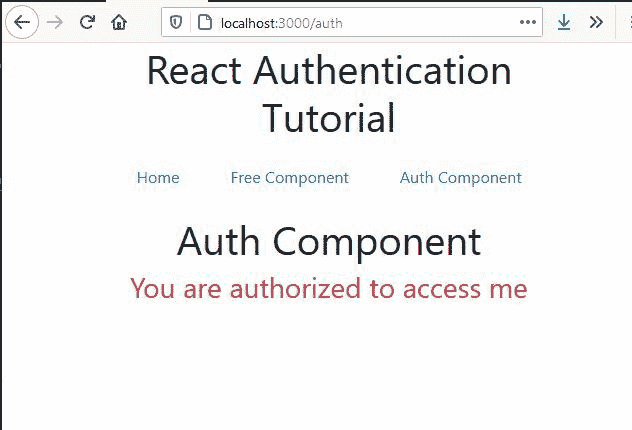 localhost:3000/auth
React Authentication
Tutorial
Home Free Component Auth Component
Auth Component
You are authorized to access me